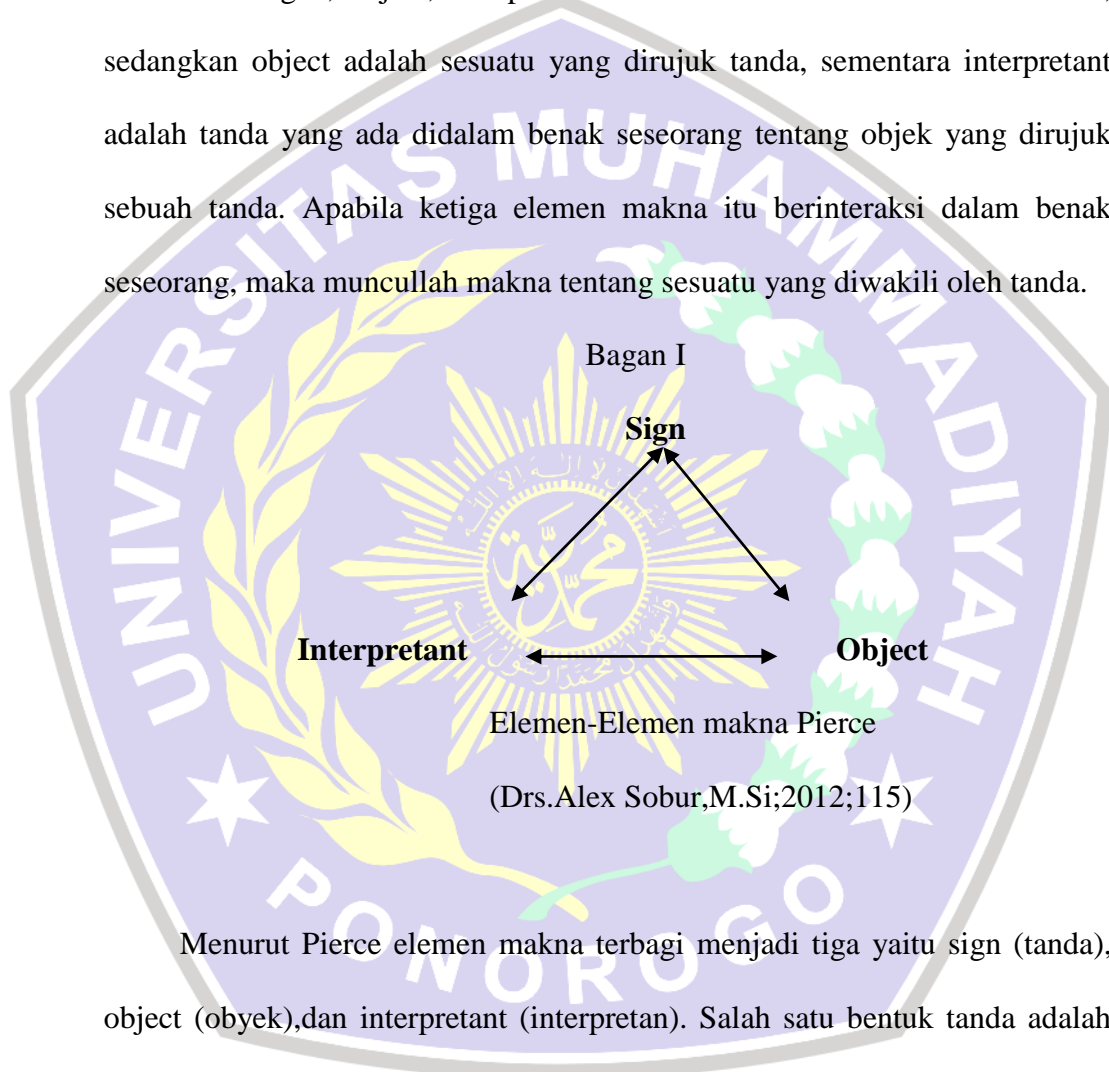 sedangkan object adalah sesuatu yang dirujuk tanda, sementara interpretant
adalah tanda yang ada didalam benak seseorang tentang objek yang dirujuk
sebuah tanda. Apabila ketiga elemen makna itu berinteraksi dalam benak
seseorang, maka muncullah makna tentang sesuatu yang diwakili oleh tanda.
Bagan I
Sign
Interpretant
Object
Elemen-Elemen makna Pierce
(Drs.Alex Sobur,M.Si;2012;115)
Menurut Pierce elemen makna terbagi menjadi tiga yaitu sign (tanda),
object (obyek),dan interpretant (interpretan). Salah satu bentuk tanda adalah
UNIVERSITAS MUHAMMADIYAH
PONOROGO
محمدية